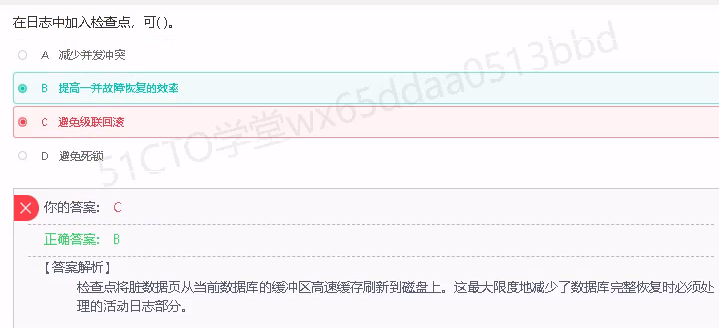 在日志中加入检查点，可( )。
A 减少并发冲突
B 提高一并故障恢复的效率
C 避免级联回滚
D 避免死锁
51CTO学堂wx65ddaa0513bbd
你的答案： C
正确答案： B
【答案解析】
检查点将脏数据页从当前数据库的缓冲区高速缓存刷新到磁盘上。这最大限度地减少了数据库完整恢复时必须处
理的活动日志部分。